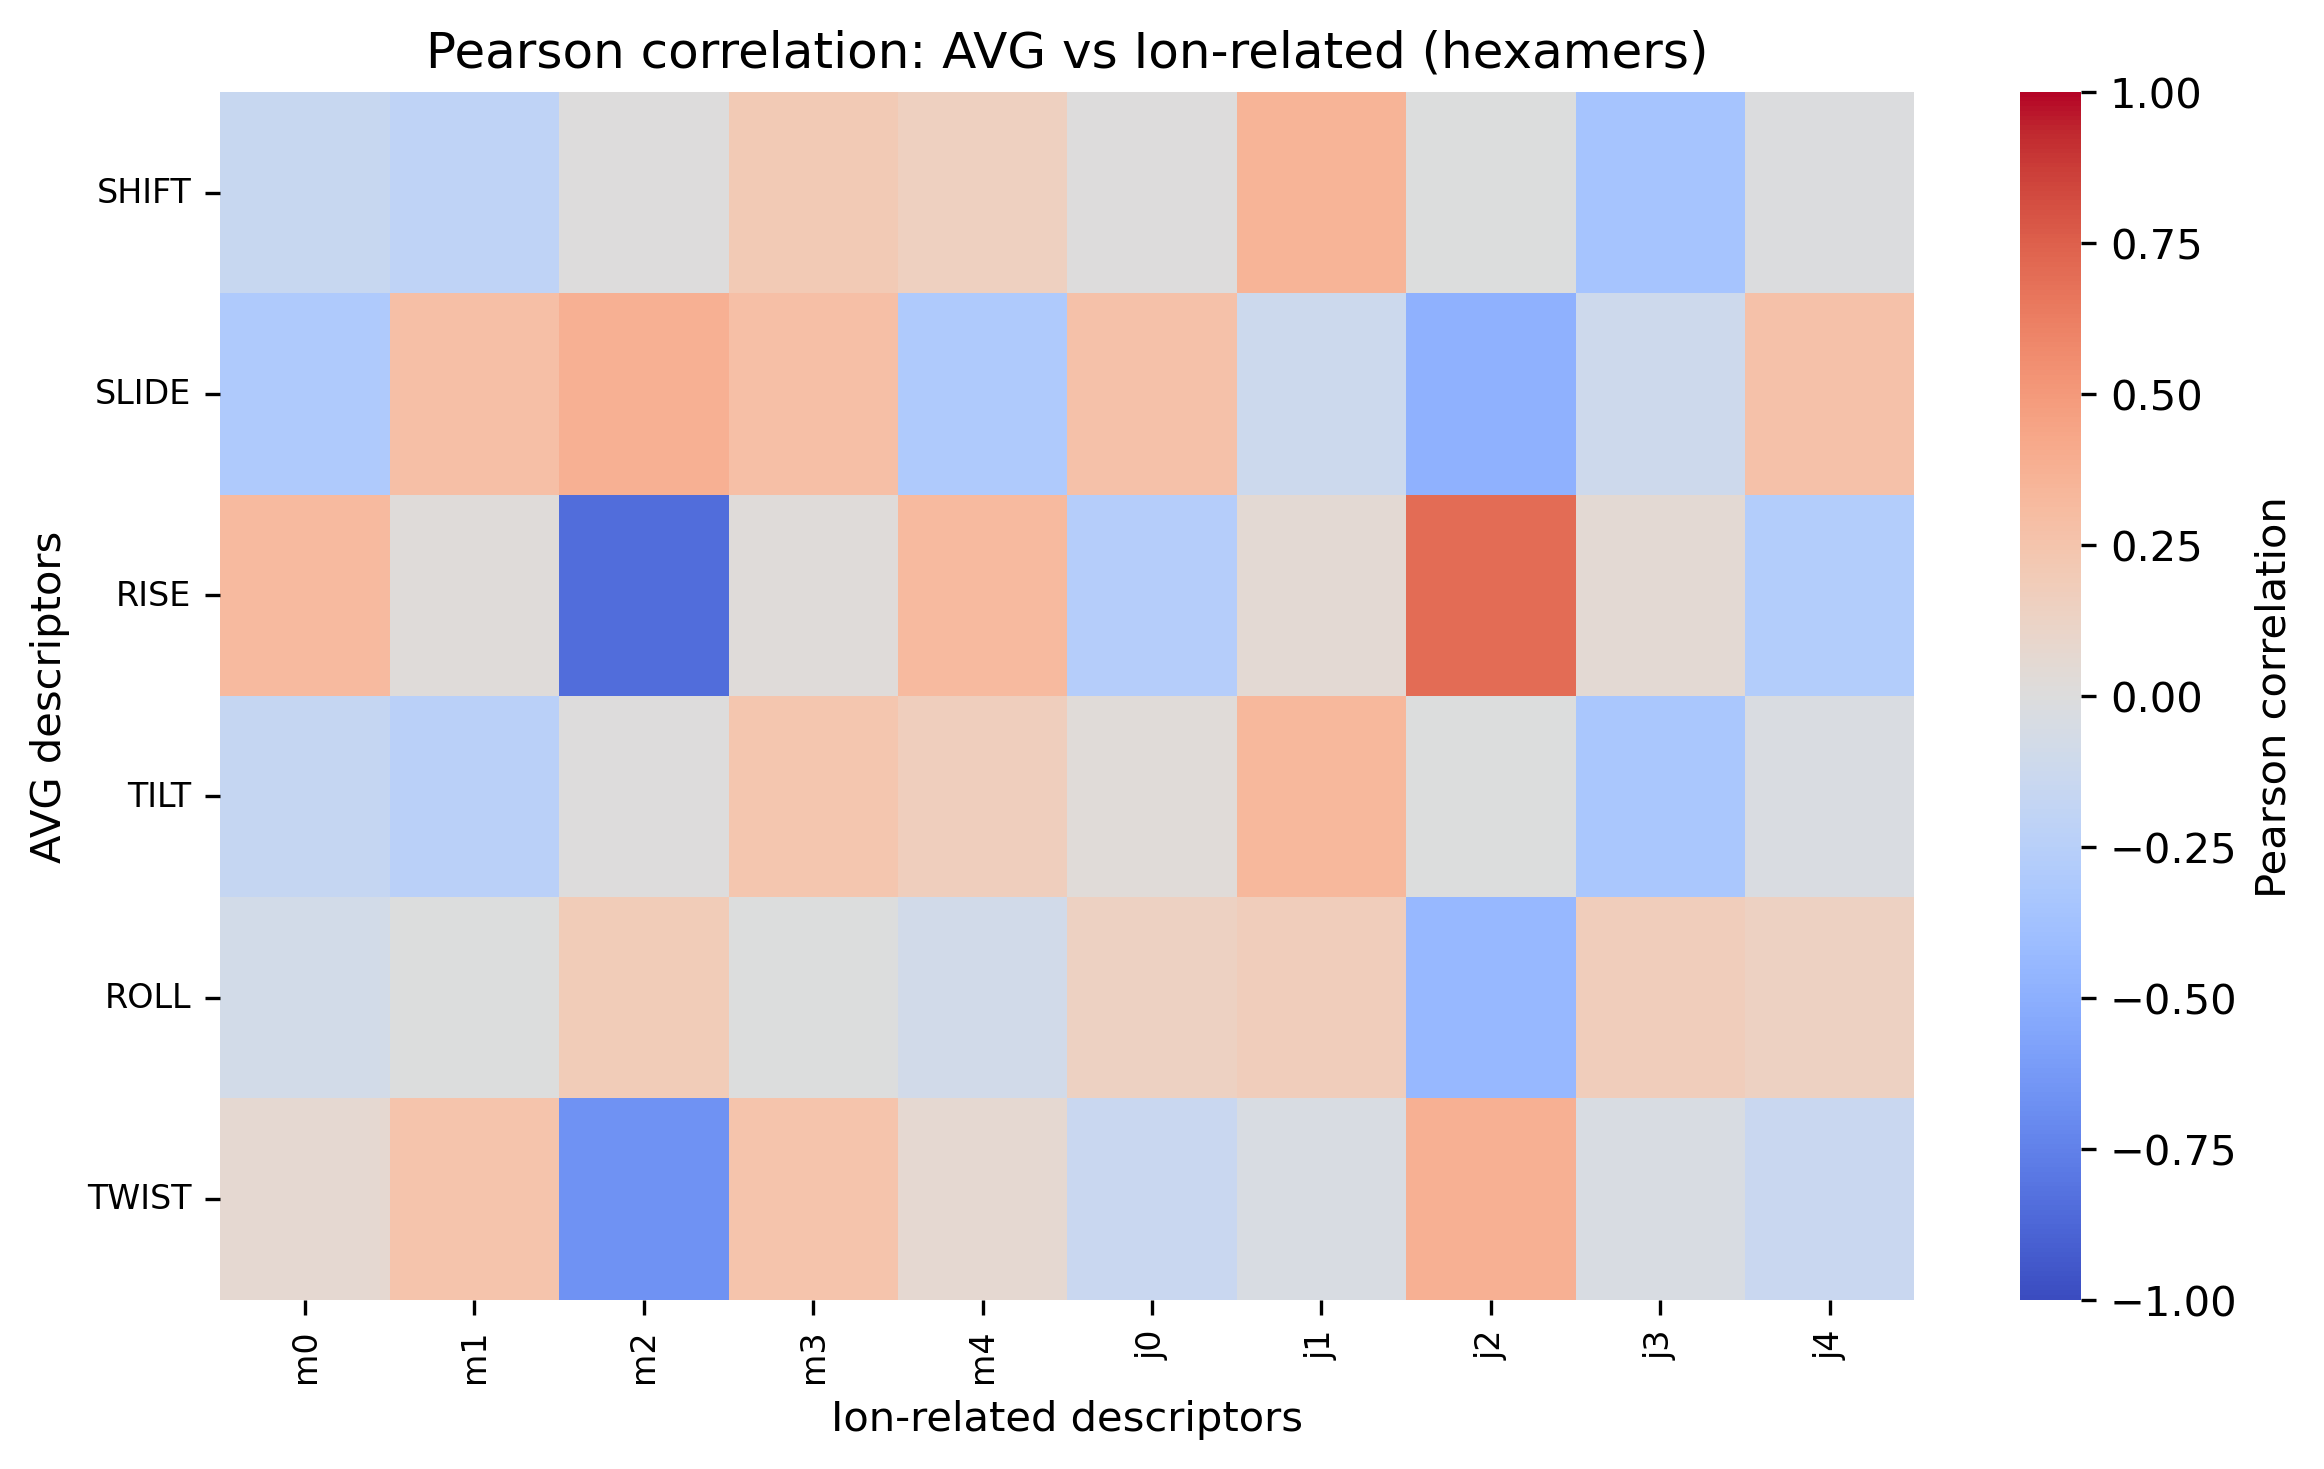 Pearson correlation: AVG vs Ion-related (hexamers)
AVG descriptors
SHIFT
SLIDE
RISE
TILT
ROLL
TWIST
m0
m1
m2
m3
m4
j0
j1
j2
j3
j4
Ion-related descriptors
1.00
0.75
0.50
0.25
0.00
−0.25
−0.50
−0.75
−1.00
Pearson correlation